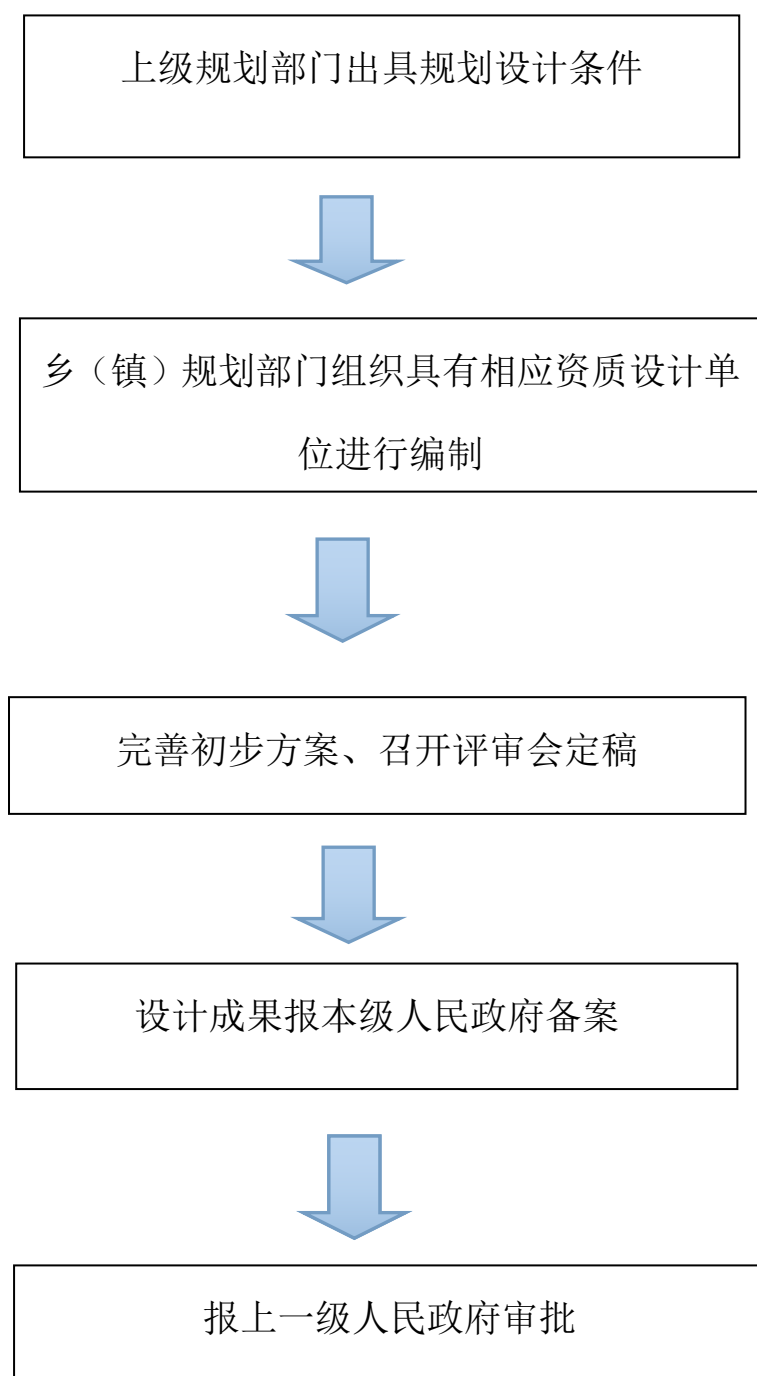 上级规划部门出具规划设计条件
乡（镇）规划部门组织具有相应资质设计单
位进行编制
完善初步方案、召开评审会定稿
设计成果报本级人民政府备案
报上一级人民政府审批